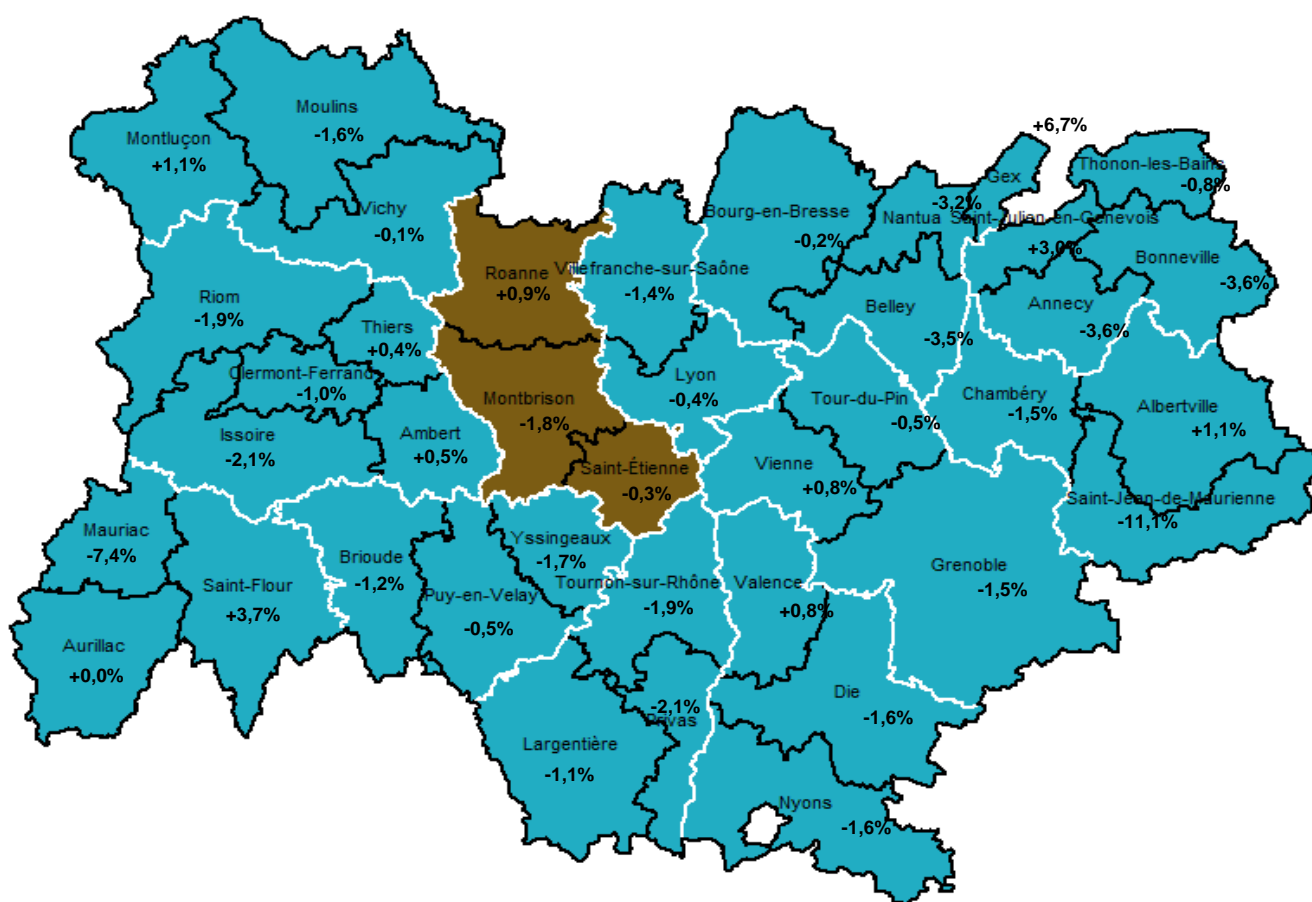 Moulins
-1,6%
Montluçon
+1,1%
+6,7%
Gex
Thonon-les-Bains
-0,8%
Vichy
-0,1%
Bourg-en-Bresse
-0,2%
Nantua
-3,2%
Saint-Julien-en-Genevois
+3,0%
Bonneville
-3,6%
Roanne
+0,9%
Villefranche-sur-Saône
-1,4%
Riom
-1,9%
Thiers
+0,4%
Belley
-3,5%
Annecy
-3,6%
Clermont-Ferrand
-1,0%
Lyon
-0,4%
Montbrison
-1,8%
Tour-du-Pin
-0,5%
Chambéry
-1,5%
Albertville
+1,1%
Issoire
-2,1%
Ambert
+0,5%
Saint-Étienne
-0,3%
Vienne
+0,8%
Saint-Jean-de-Maurienne
-11,1%
Mauriac
-7,4%
Saint-Flour
+3,7%
Brioude
-1,2%
Yssingeaux
-1,7%
Puy-en-Velay
-0,5%
Tournon-sur-Rhône
-1,9%
Valence
+0,8%
Grenoble
-1,5%
Aurillac
+0,0%
Die
-1,6%
-2,1%
Privas
Largentière
-1,1%
Nyons
-1,6%